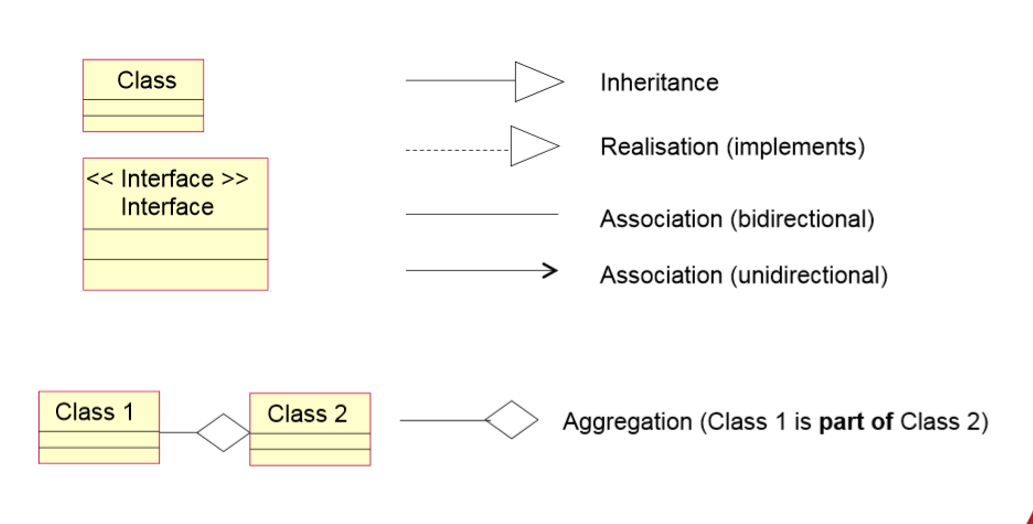 Class
Inheritance
Realisation (implements)
<< Interface >>
Interface
Association (bidirectional)
Association (unidirectional)
Class 1
Class 2
Aggregation (Class 1 is part of Class 2)